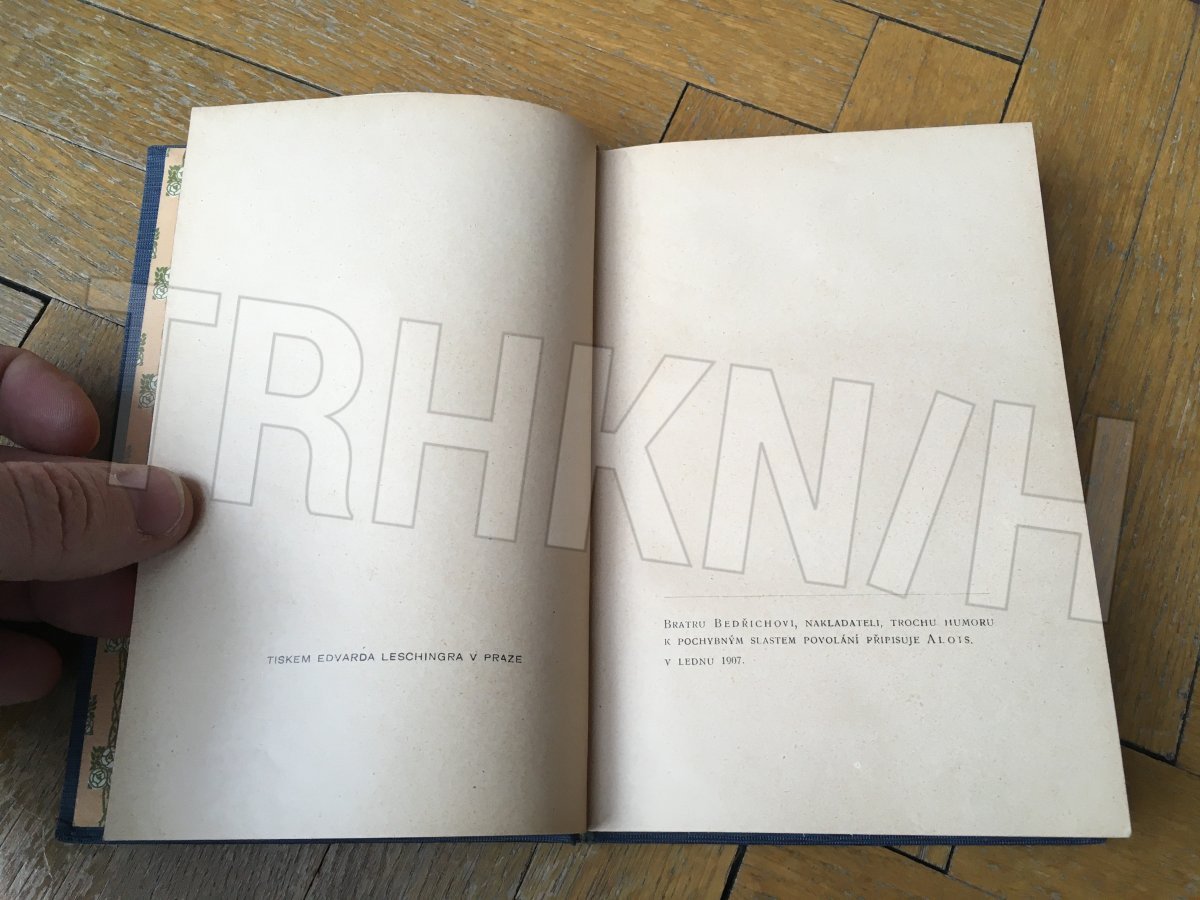 TRHKNIH
TISKEM EDVARDA LESCHINGRA V PRAZE
BRATRU BEDŘICHOVI, NAKLADATELI, TROCHU HUMORU
K POCHYBNÝM SLASTEM POVOLÁNÍ PŘIPISUJE ALOIS.
V LEDNU 1907.